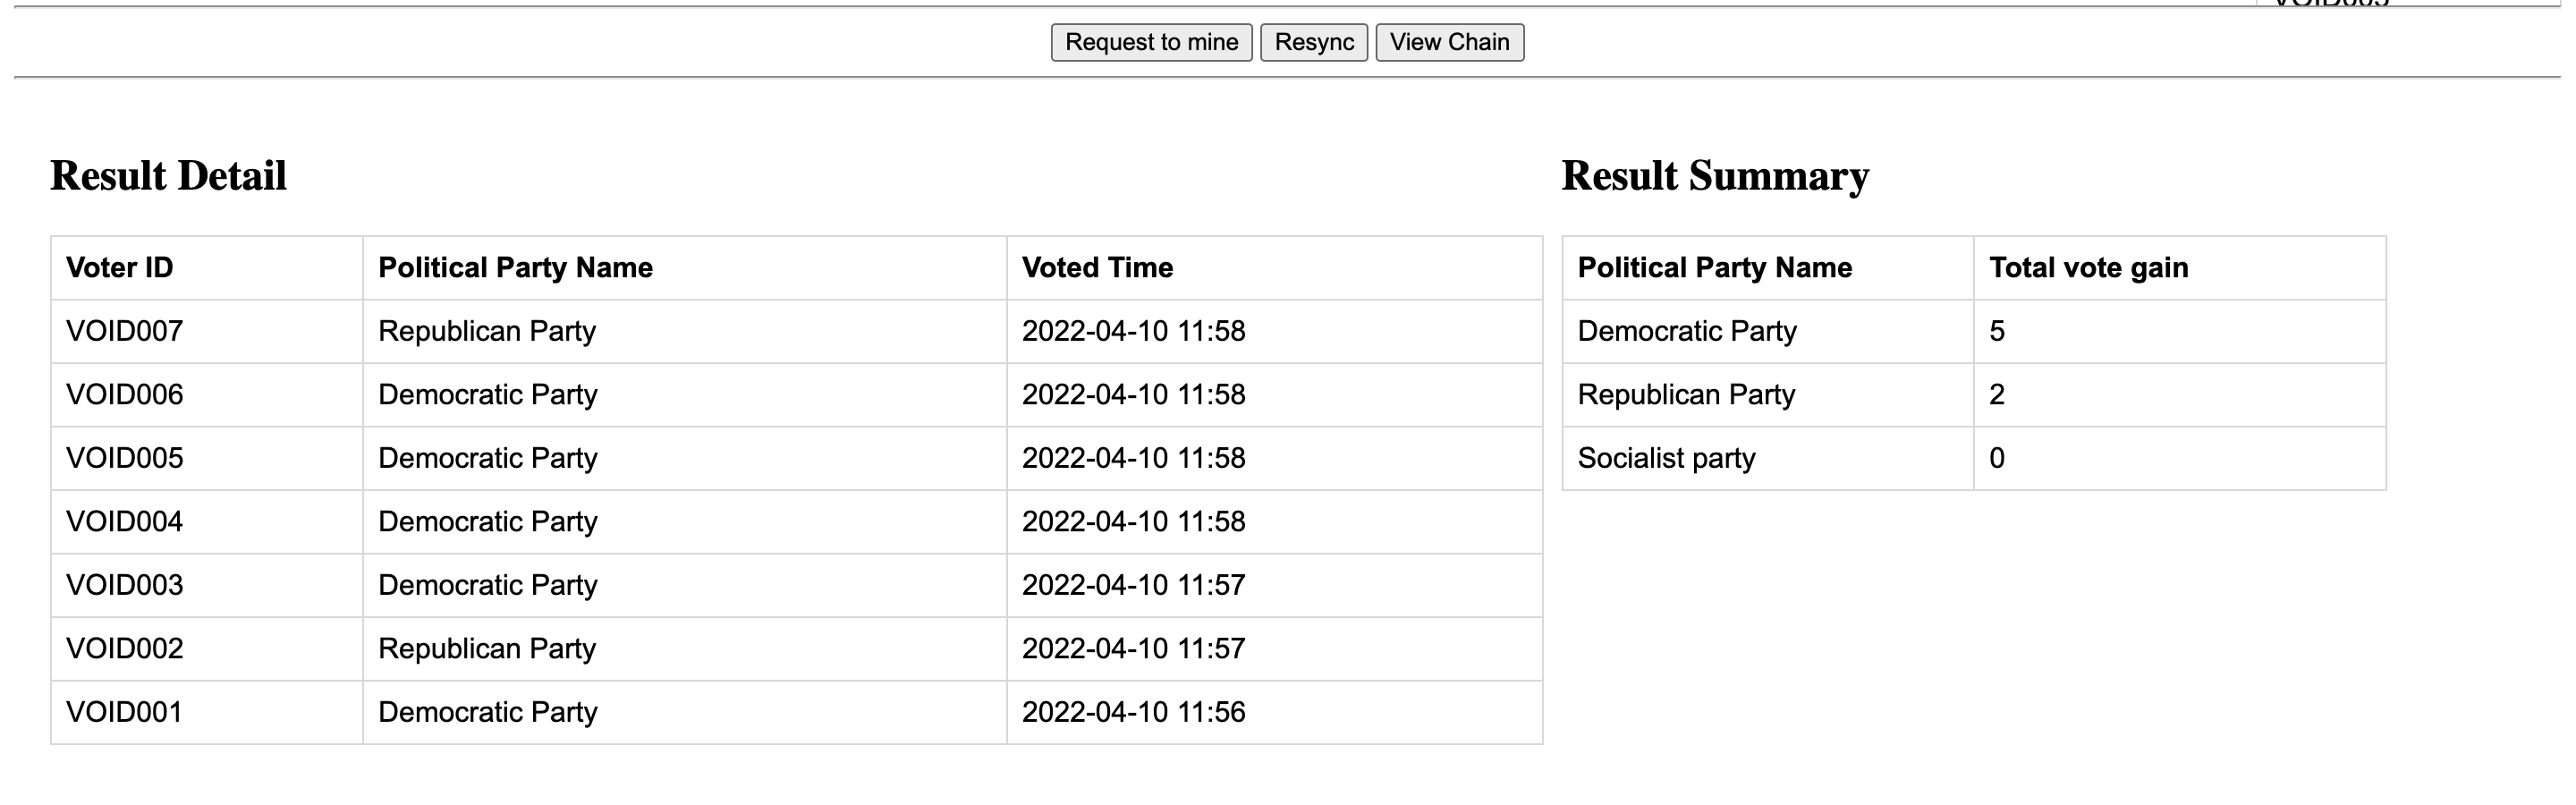 Request to mine Resync View Chain
Result Detail
Voter ID Political Party Name Voted Time
VOID007 Republican Party 2022-04-10 11:58
VOID006 Democratic Party 2022-04-10 11:58
VOID005 Democratic Party 2022-04-10 11:58
VOID004 Democratic Party 2022-04-10 11:58
VOID003 Democratic Party 2022-04-10 11:57
VOID002 Republican Party 2022-04-10 11:57
VOID001 Democratic Party 2022-04-10 11:56
Result Summary
Political Party Name Total vote gain
Democratic Party 5
Republican Party 2
Socialist party 0